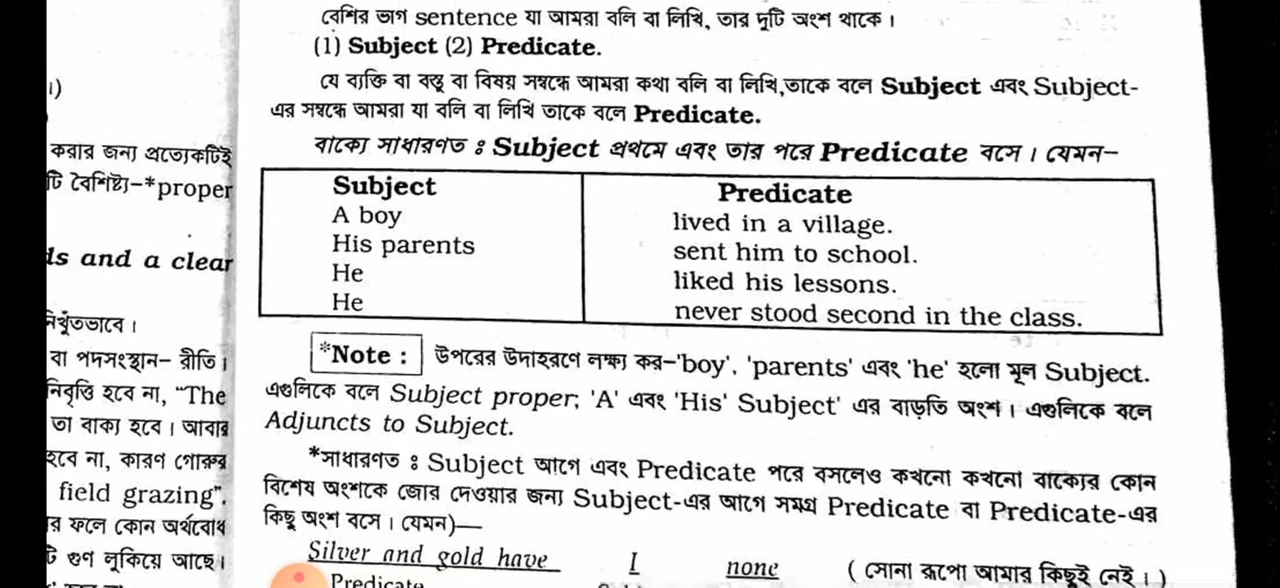 ।)
করার জন্য প্রত্যেকটিই
টি বৈশিষ্ট্য–*proper
ds and a clear
নিখুঁতভাবে ।
বা পদসংস্থান– রীতি ।
নিবৃত্তি হবে না, “The
তা বাক্য হবে । আবার
হবে না, কারণ গোরুর
field grazing”.
র ফলে কোন অর্থবোধ
টি গুণ লুকিয়ে আছে।
বেশির ভাগ sentence যা আমরা বলি বা লিখি, তার দুটি অংশ থাকে ।
(1) Subject (2) Predicate.
যে ব্যক্তি বা বস্তু বা বিষয় সম্বন্ধে আমরা কথা বলি বা লিখি,তাকে বলে Subject এবং Subject-
এর সম্বন্ধে আমরা যা বলি বা লিখি তাকে বলে Predicate.
বাক্যে সাধারণত ঃ Subject প্রথমে এবং তার পরে Predicate বসে । যেমন–
Subject Predicate
A boy lived in a village.
His parents sent him to school.
He liked his lessons.
He never stood second in the class.
*Note : উপরের উদাহরণে লক্ষ্য কর–'boy', 'parents' এবং 'he' হলো মূল Subject.
এগুলিকে বলে Subject proper; 'A' এবং 'His' Subject' এর বাড়তি অংশ । এগুলিকে বলে
Adjuncts to Subject.
*সাধারণত ঃ Subject আগে এবং Predicate পরে বসলেও কখনো কখনো বাক্যের কোন
বিশেষ অংশকে জোর দেওয়ার জন্য Subject-এর আগে সমগ্র Predicate বা Predicate-এর
কিছু অংশ বসে । যেমন)—
Silver and gold have I none ( সোনা রূপো আমার কিছুই নেই । )
Predicate